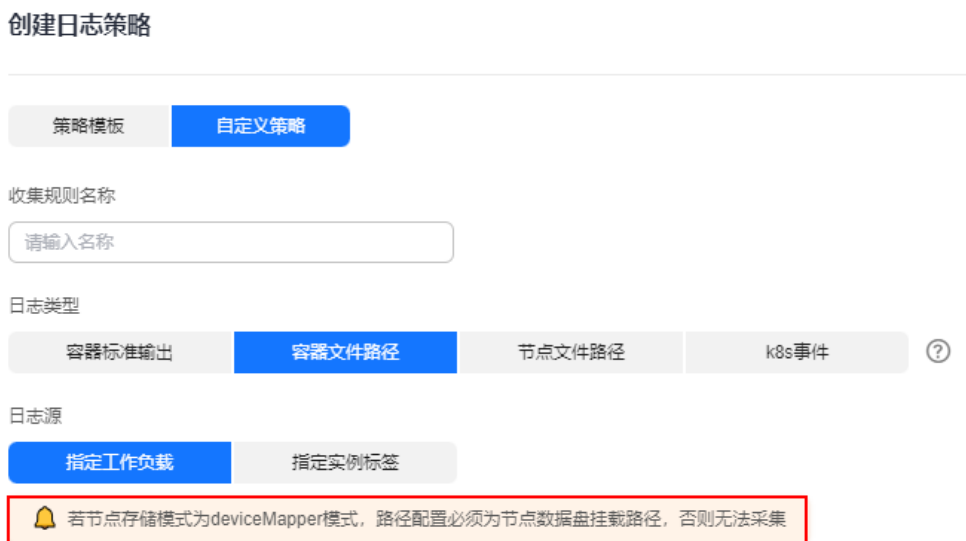 创建日志策略
策略模板 自定义策略
收集规则名称
请输入名称
日志类型
容器标准输出 容器文件路径 节点文件路径 k8s事件 ?
日志源
指定工作负载 指定实例标签
若节点存储模式为deviceMapper模式，路径配置必须为节点数据盘挂载路径，否则无法采集